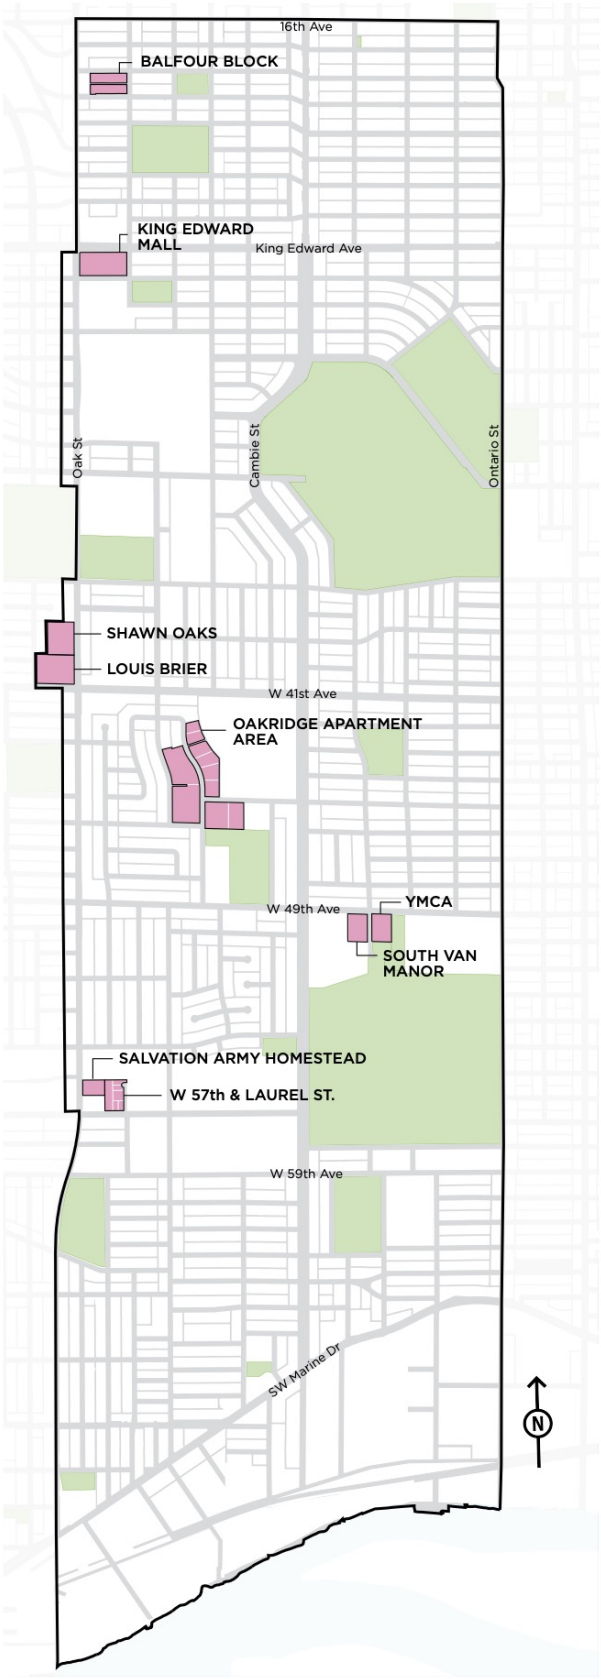 16th Ave
BALFOUR BLOCK
KING EDWARD
MALL
King Edward Ave
Oak St
Cambie St
Ontario St
SHAWN OAKS
LOUIS BRIER
W 41st Ave
OAKRIDGE APARTMENT
AREA
YMCA
W 49th Ave
SOUTH VAN
MANOR
SALVATION ARMY HOMESTEAD
W 57th & LAUREL ST.
W 59th Ave
SW Marine Dr
N